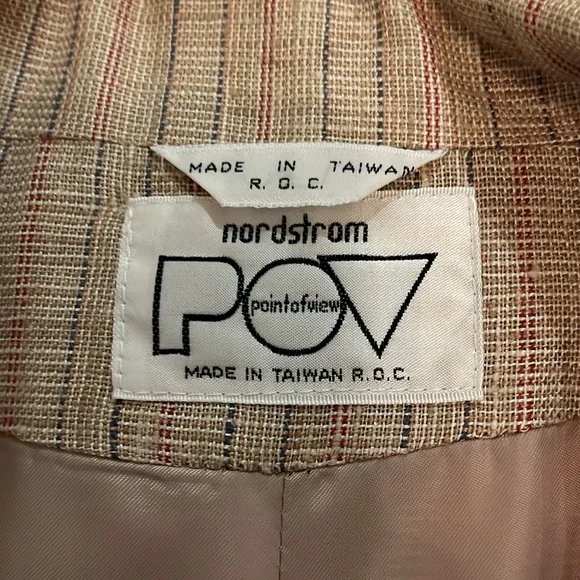 MADE IN TAIWAN
R.O.C.
nordstrom
POV
pointofview
MADE IN TAIWAN R.O.C.